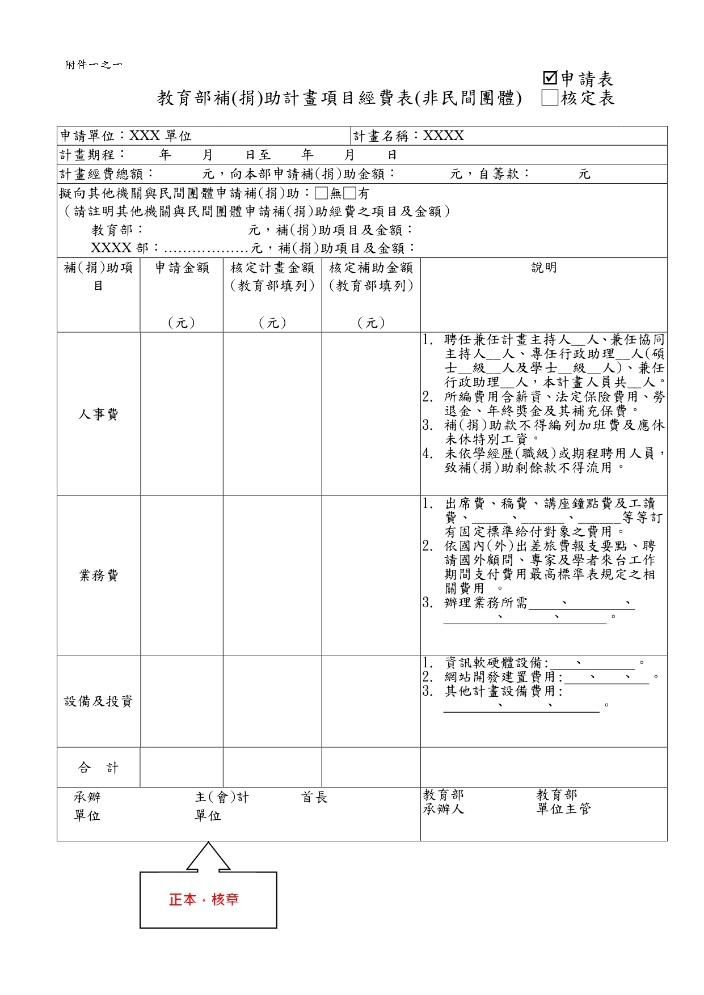 附件一之一
☑申請表
教育部補(捐)助計畫項目經費表(非民間團體) □核定表
申請單位：XXX 單位 計畫名稱：XXXX
計畫期程： 年 月 日至 年 月 日
計畫經費總額： 元，向本部申請補(捐)助金額： 元，自籌款： 元
擬向其他機關與民間團體申請補(捐)助：□無□有
（請註明其他機關與民間團體申請補(捐)助經費之項目及金額）
教育部： 元，補(捐)助項目及金額：
XXXX 部：………………元，補(捐)助項目及金額：
補(捐)助項
目
申請金額
（元）
核定計畫金額
（教育部填列）
（元）
核定補助金額
（教育部填列）
（元）
說明
人事費
1. 聘任兼任計畫主持人__人、兼任協同
主持人__人、專任行政助理__人(碩
士__級__人及學士__級__人)、兼任
行政助理__人，本計畫人員共__人。
2. 所編費用含薪資、法定保險費用、勞
退金、年終獎金及其補充保費。
3. 補(捐)助款不得編列加班費及應休
未休特別工資。
4. 未依學經歷(職級)或期程聘用人員，
致補(捐)助剩餘款不得流用。
業務費
1. 出席費、稿費、講座鐘點費及工讀
費、_____、______、______等等訂
有固定標準給付對象之費用。
2. 依國內(外)出差旅費報支要點、聘
請國外顧問、專家及學者來台工作
期間支付費用最高標準表規定之相
關費用 。
3. 辦理業務所需____、_______、
_______、______、______。
設備及投資
1. 資訊軟硬體設備:____、_______。
2. 網站開發建置費用:___、___、__。
3. 其他計畫設備費用:
_______、_____、______。
合 計
承辦 主(會)計 首長
單位 單位
教育部 教育部
承辦人 單位主管
正本，核章